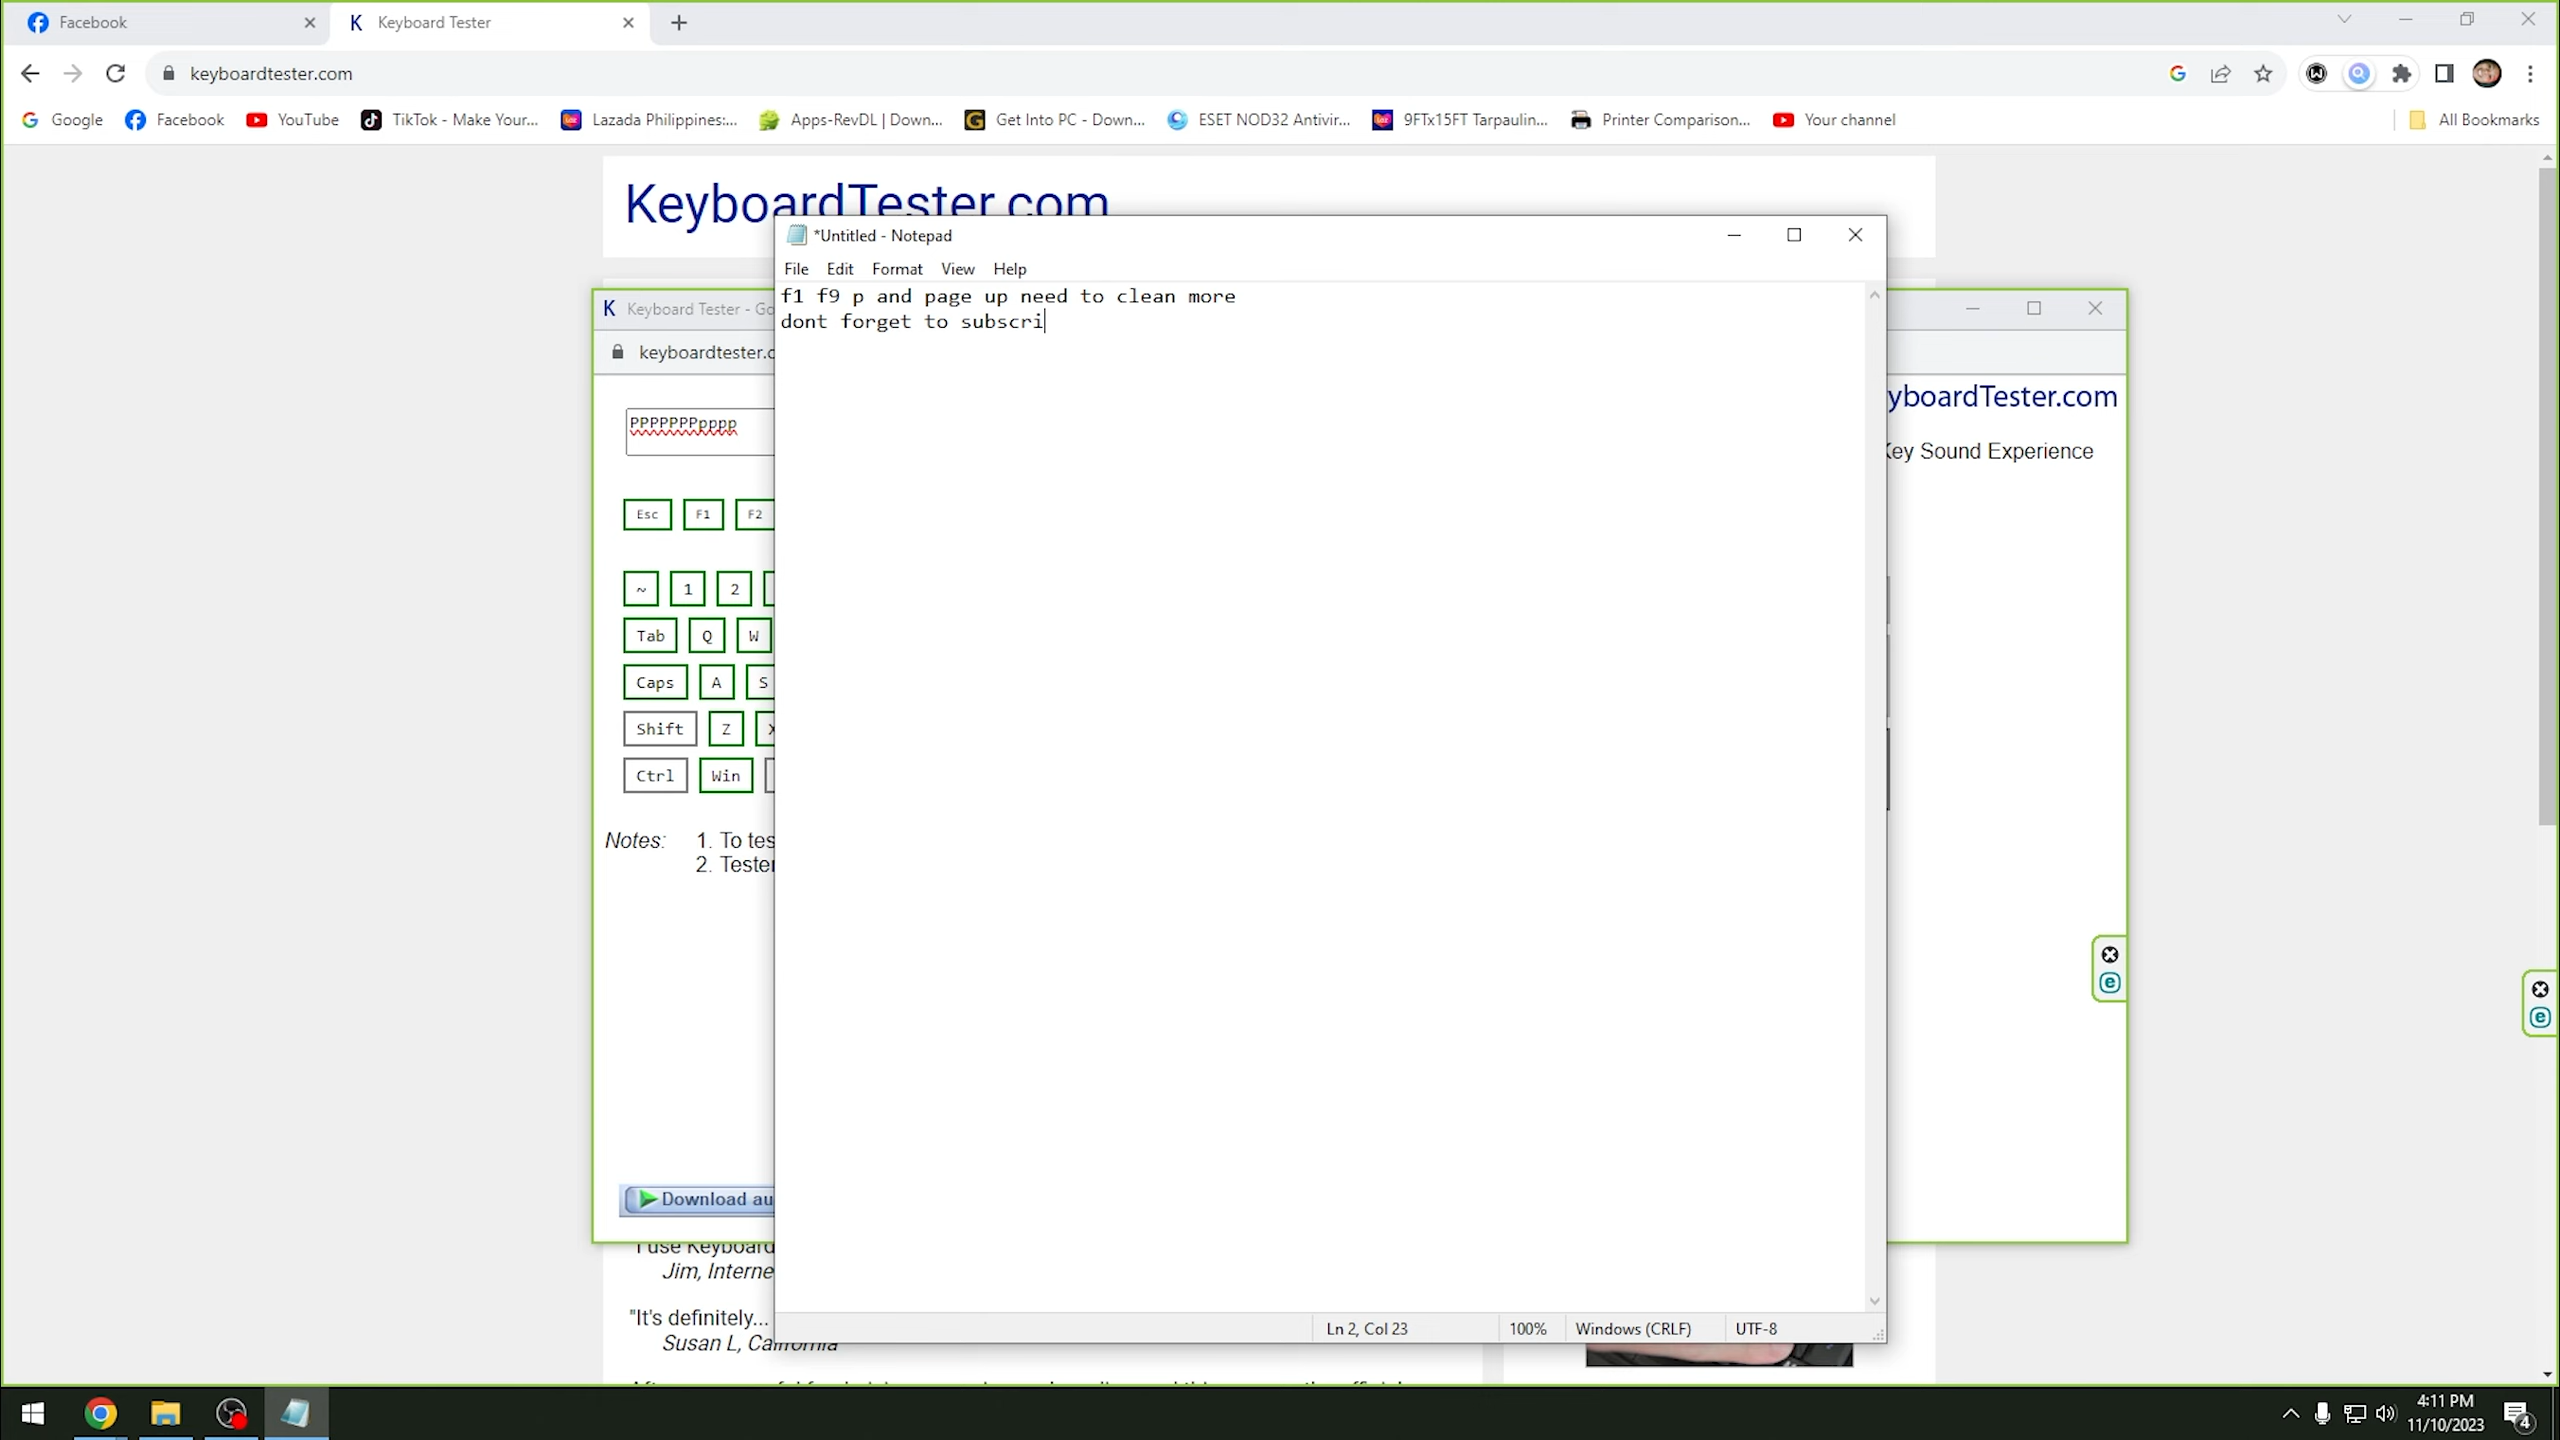 Facebook
K Keyboard Tester
keyboardtester.com
Google
Facebook
YouTube
TikTok - Make Your...
Lazada Philippines:...
Apps-RevDL | Down...
Get Into PC - Down...
ESET NOD32 Antivir...
9FTx15FT Tarpaulin...
Printer Comparison...
Your channel
All Bookmarks
KeyboardTester.com
*Untitled - Notepad
File Edit Format View Help
f1 f9 p and page up need to clean more
dont forget to subscri
K Keyboard Tester - Go
keyboardtester.c
yboardTester.com
PPPPPPPpppp
Key Sound Experience
Esc F1 F2
~ 1 2
Tab Q W
Caps A S
Shift Z X
Ctrl Win
Notes: 1. To tes
2. Tester
Download au
I use Keyboard
Jim, Interne
"It's definitely...
Susan L, California
Ln 2, Col 23
100%
Windows (CRLF)
UTF-8
4:11 PM
11/10/2023
4